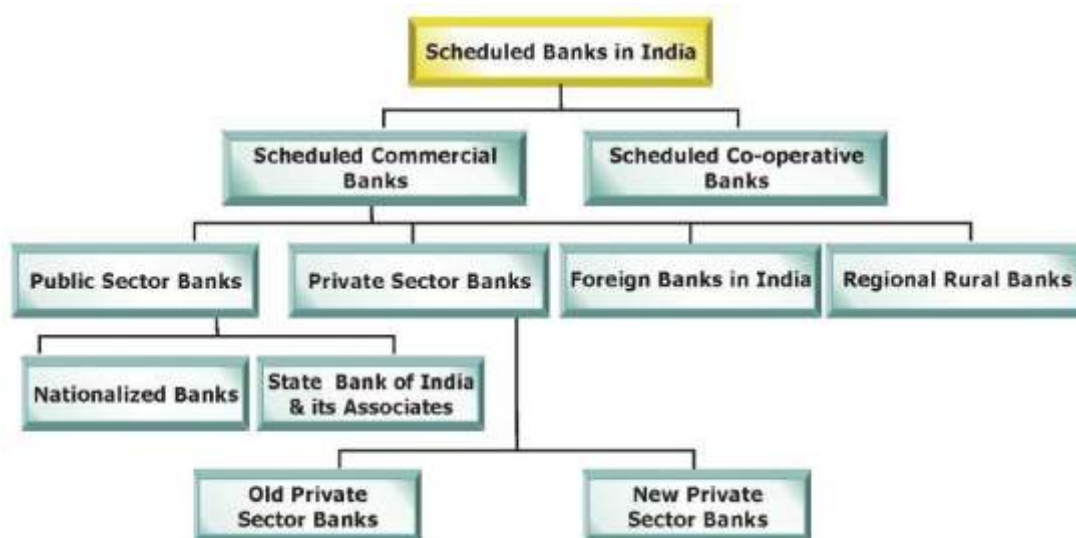 Scheduled Banks in India
Scheduled Commercial
Banks
Scheduled Co-operative
Banks
Public Sector Banks
Private Sector Banks
Foreign Banks in India
Regional Rural Banks
Nationalized Banks
State Bank of India
& its Associates
Old Private
Sector Banks
New Private
Sector Banks